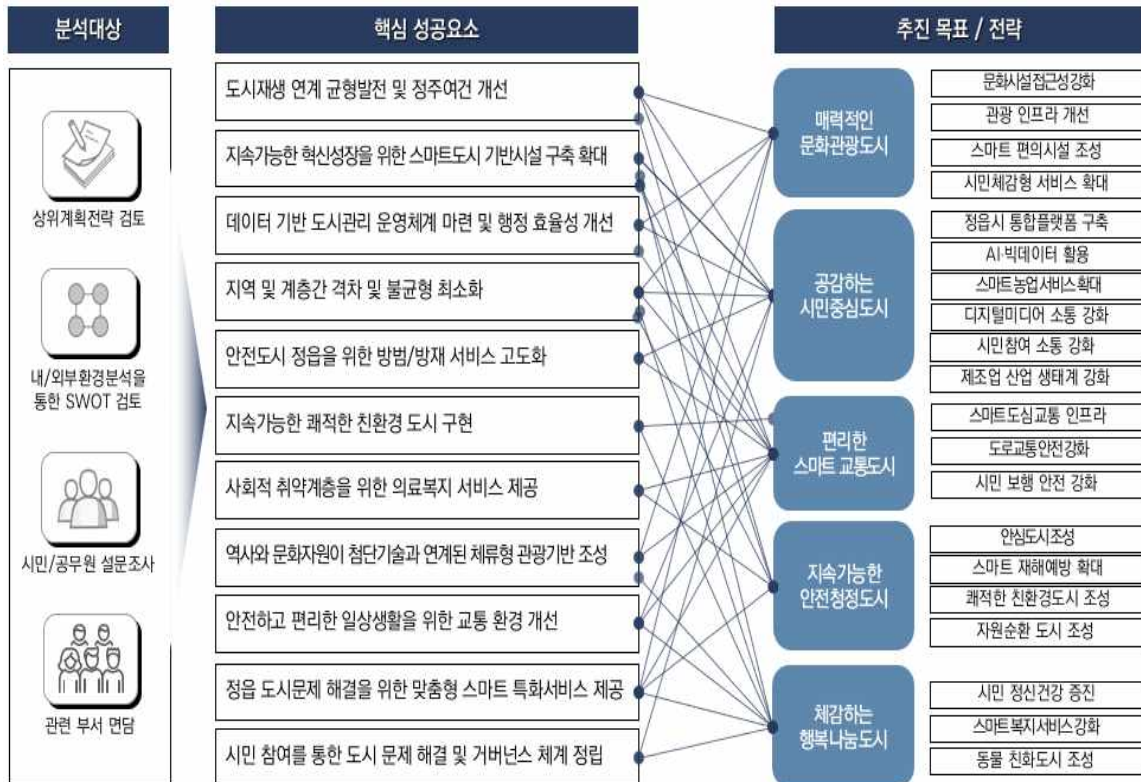 분석대상
핵심 성공요소
추진 목표 / 전략
상위계획전략 검토
내/외부환경분석을
통한 SWOT 검토
시민/공무원 설문조사
관련 부서 면담
도시재생 연계 균형발전 및 정주여건 개선
지속가능한 혁신성장을 위한 스마트도시 기반시설 구축 확대
데이터 기반 도시관리 운영체계 마련 및 행정 효율성 개선
지역 및 계층간 격차 및 불균형 최소화
안전도시 정읍을 위한 방범/방재 서비스 고도화
지속가능한 쾌적한 친환경 도시 구현
사회적 취약계층을 위한 의료복지 서비스 제공
역사와 문화자원이 첨단기술과 연계된 체류형 관광기반 조성
안전하고 편리한 일상생활을 위한 교통 환경 개선
정읍 도시문제 해결을 위한 맞춤형 스마트 특화서비스 제공
시민 참여를 통한 도시 문제 해결 및 거버넌스 체계 정립
매력적인
문화관광도시
문화시설접근성강화
관광 인프라 개선
스마트 편의시설 조성
시민체감형 서비스 확대
공감하는
시민중심도시
정읍시 통합플랫폼 구축
AI·빅데이터 활용
스마트농업서비스확대
디지털미디어 소통 강화
시민참여 소통 강화
제조업 산업 생태계 강화
편리한
스마트 교통도시
스마트도심교통 인프라
도로교통안전강화
시민 보행 안전 강화
지속가능한
안전청정도시
안심도시조성
스마트 재해예방 확대
쾌적한 친환경도시 조성
자원순환 도시 조성
체감하는
행복나눔도시
시민 정신건강 증진
스마트복지서비스강화
동물 친화도시 조성